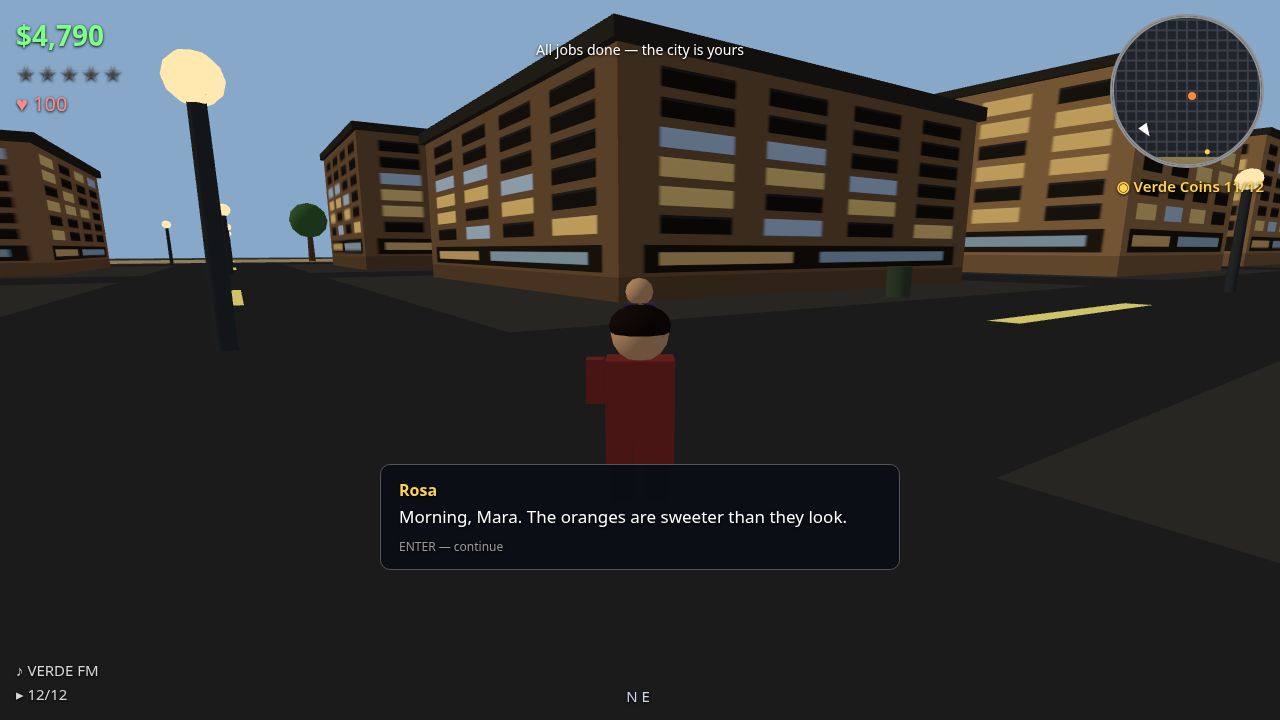 $4,790
★★★★★
♥ 100
All jobs done — the city is yours
◉ Verde Coins 11/12
Rosa
Morning, Mara. The oranges are sweeter than they look.
ENTER — continue
♪ VERDE FM
▸ 12/12
N E